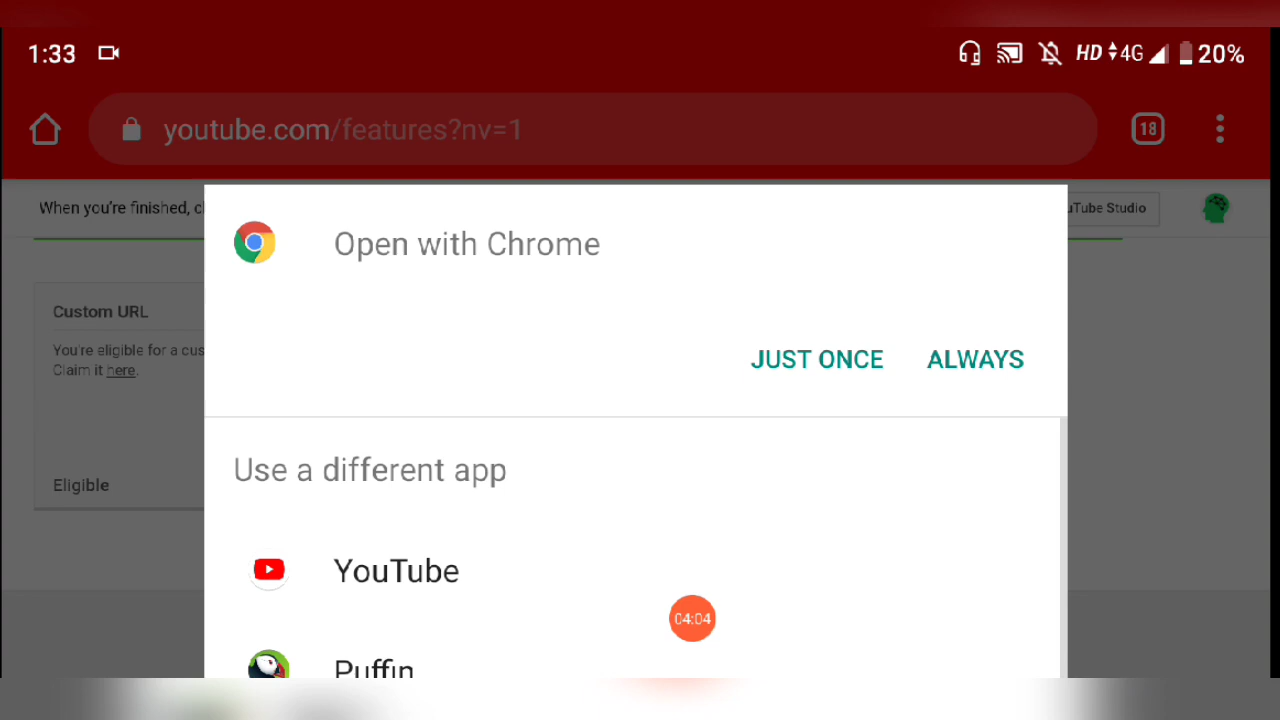 1:33
HD 4G 20%
youtube.com/features?nv=1
18
When you're finished,
uTube Studio
Open with Chrome
Custom URL
You're eligible for a cus
Claim it here.
JUST ONCE ALWAYS
Use a different app
Eligible
YouTube
04:04
Puffin